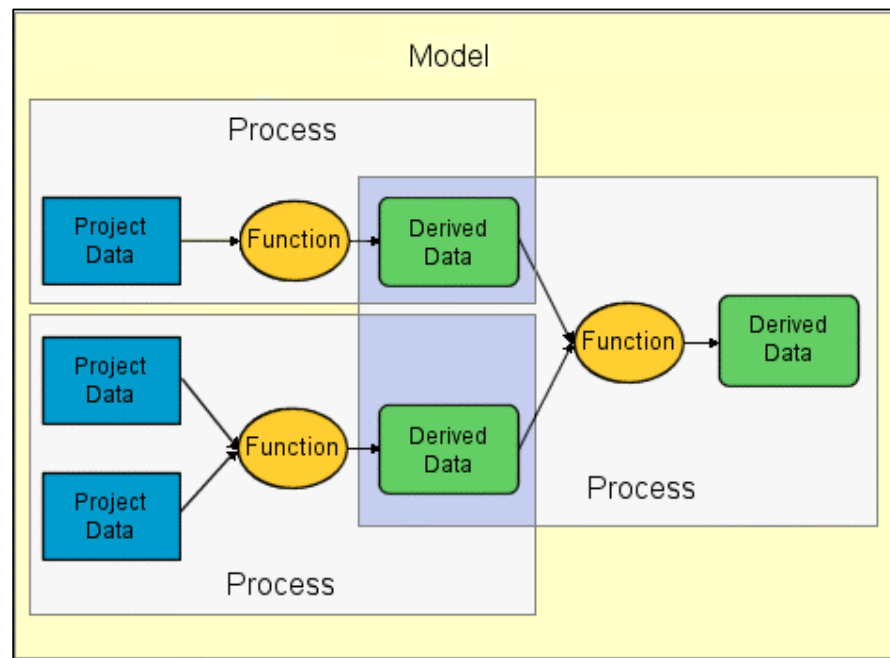 Model
Process
Project
Data
Function
Derived
Data
Function
Derived
Data
Project
Data
Function
Derived
Data
Process
Project
Data
Process